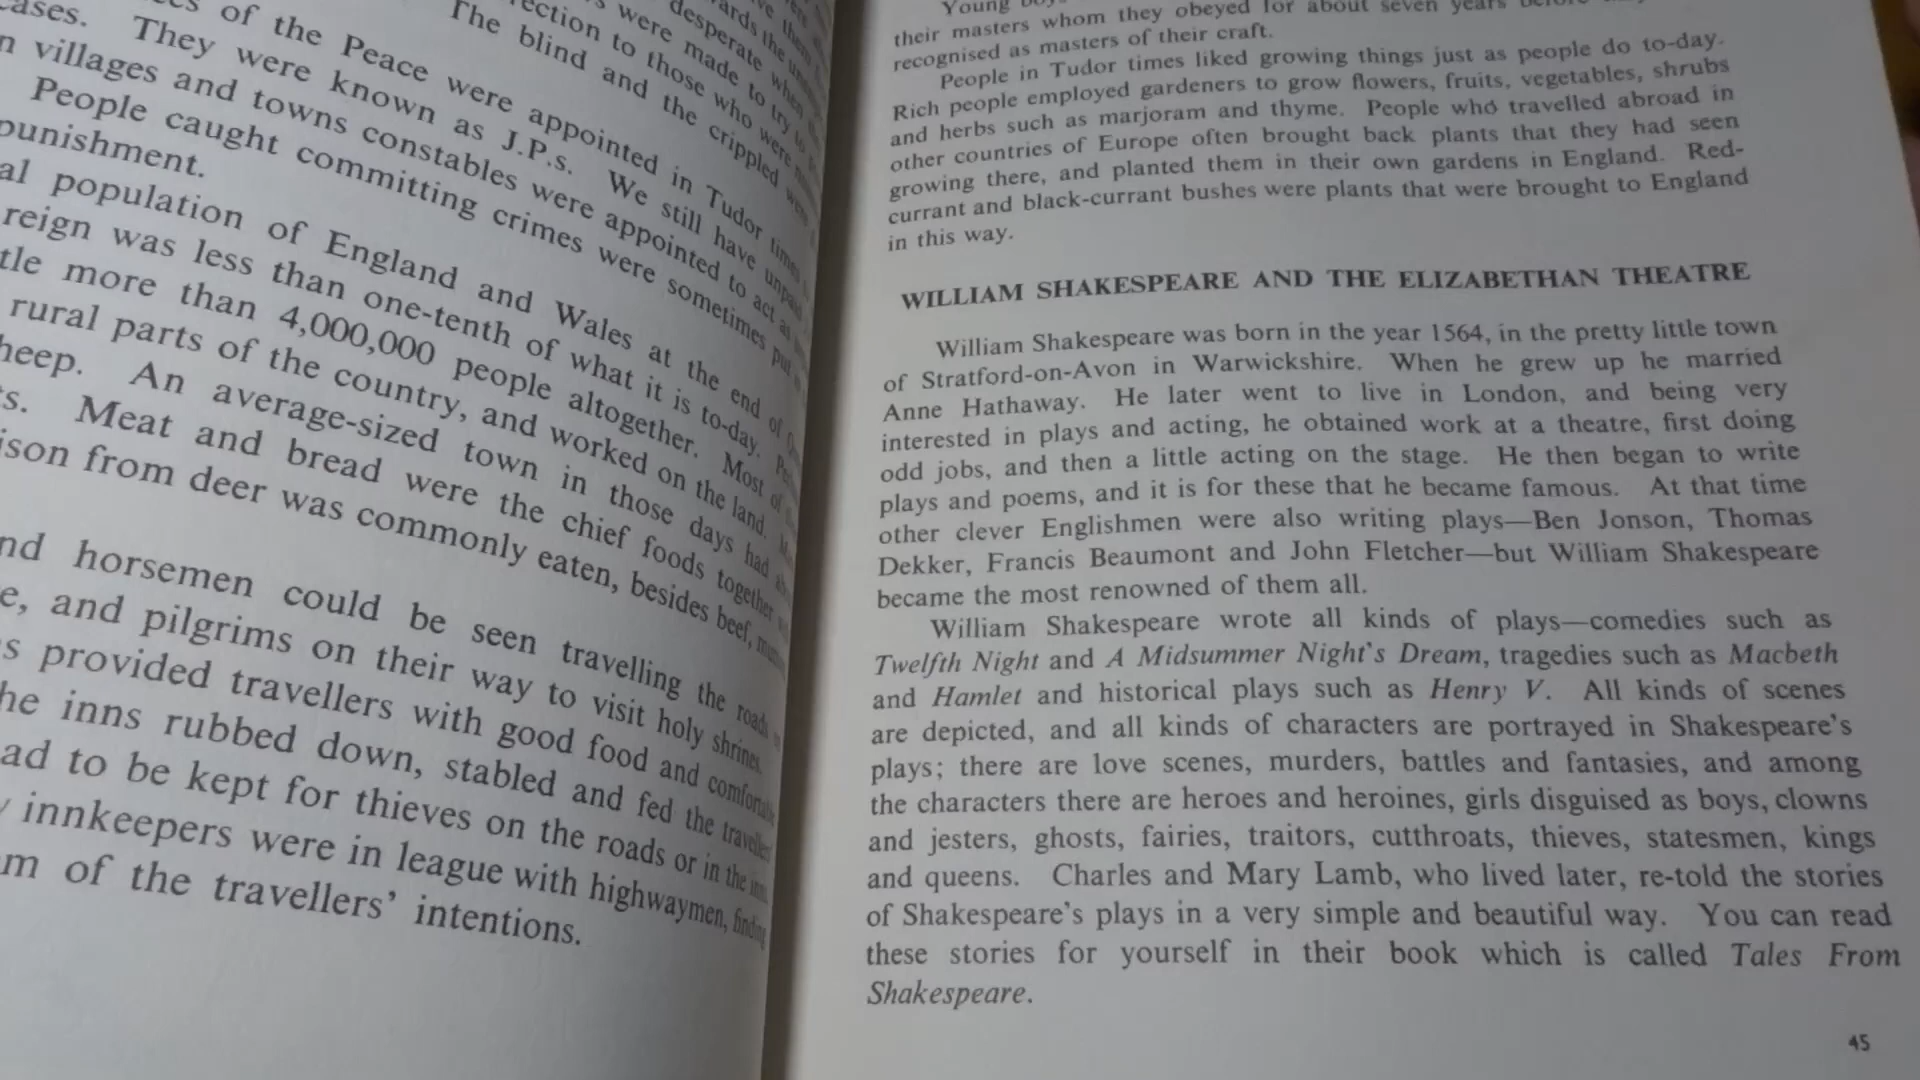 cases. They were known as J.P.s. We still have unpaid
of the Peace were appointed in Tudor times
The blind and the crippled were
rection to those who were
were made to try to
desperate when
villages and towns constables were appointed to act as
People caught committing crimes were sometimes put in
punishment.
al population of England and Wales at the end of
reign was less than one-tenth of what it is to-day.
tle more than 4,000,000 people altogether. Most of
rural parts of the country, and worked on the land.
heep. An average-sized town in those days had
s. Meat and bread were the chief foods together
ison from deer was commonly eaten, besides beef,
nd horsemen could be seen travelling the roads
e, and pilgrims on their way to visit holy shrines.
s provided travellers with good food and comfortable
he inns rubbed down, stabled and fed the travellers'
ad to be kept for thieves on the roads or in the inns
y innkeepers were in league with highwaymen, finding
m of the travellers' intentions.
Young
their masters whom they obeyed for about seven years
recognised as masters of their craft.
People in Tudor times liked growing things just as people do to-day.
Rich people employed gardeners to grow flowers, fruits, vegetables, shrubs
and herbs such as marjoram and thyme. People who travelled abroad in
other countries of Europe often brought back plants that they had seen
growing there, and planted them in their own gardens in England. Red-
currant and black-currant bushes were plants that were brought to England
in this way.
WILLIAM SHAKESPEARE AND THE ELIZABETHAN THEATRE
William Shakespeare was born in the year 1564, in the pretty little town
of Stratford-on-Avon in Warwickshire. When he grew up he married
Anne Hathaway. He later went to live in London, and being very
interested in plays and acting, he obtained work at a theatre, first doing
odd jobs, and then a little acting on the stage. He then began to write
plays and poems, and it is for these that he became famous. At that time
other clever Englishmen were also writing plays—Ben Jonson, Thomas
Dekker, Francis Beaumont and John Fletcher—but William Shakespeare
became the most renowned of them all.
William Shakespeare wrote all kinds of plays—comedies such as
Twelfth Night and A Midsummer Night's Dream, tragedies such as Macbeth
and Hamlet and historical plays such as Henry V. All kinds of scenes
are depicted, and all kinds of characters are portrayed in Shakespeare's
plays; there are love scenes, murders, battles and fantasies, and among
the characters there are heroes and heroines, girls disguised as boys, clowns
and jesters, ghosts, fairies, traitors, cutthroats, thieves, statesmen, kings
and queens. Charles and Mary Lamb, who lived later, re-told the stories
of Shakespeare's plays in a very simple and beautiful way. You can read
these stories for yourself in their book which is called Tales From
Shakespeare.
45